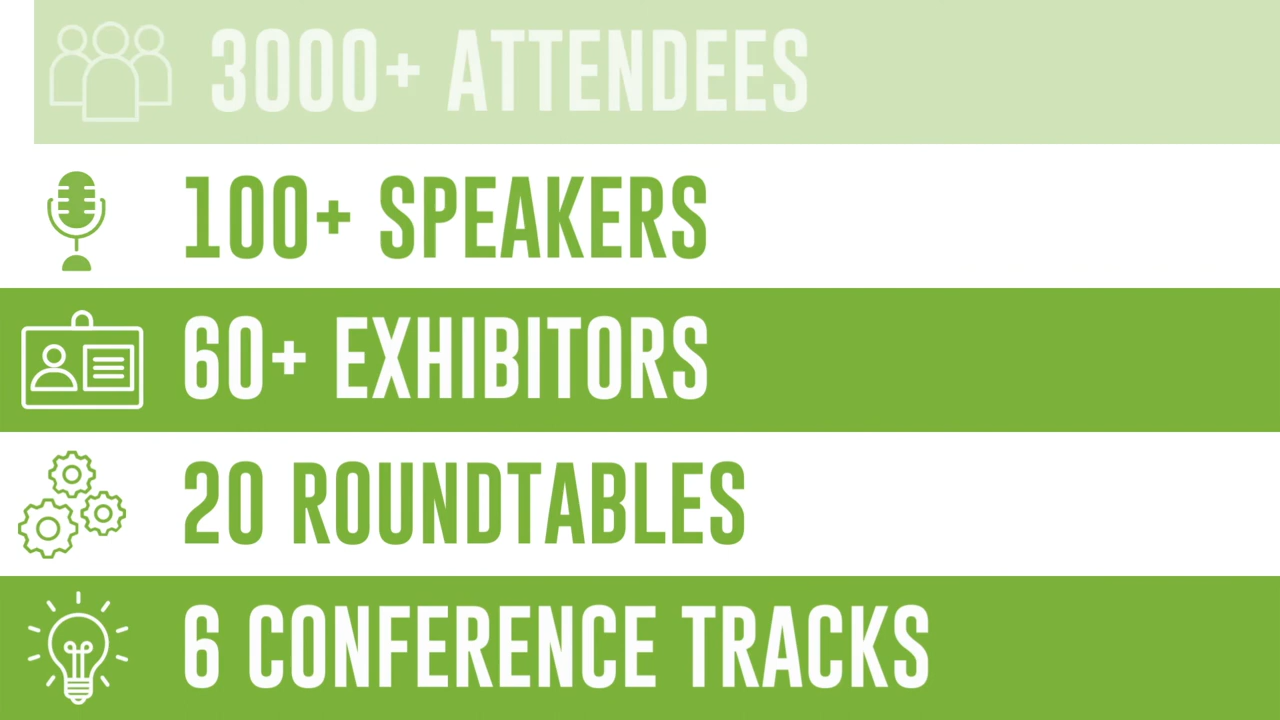 3000+ ATTENDEES
100+ SPEAKERS
60+ EXHIBITORS
20 ROUNDTABLES
6 CONFERENCE TRACKS